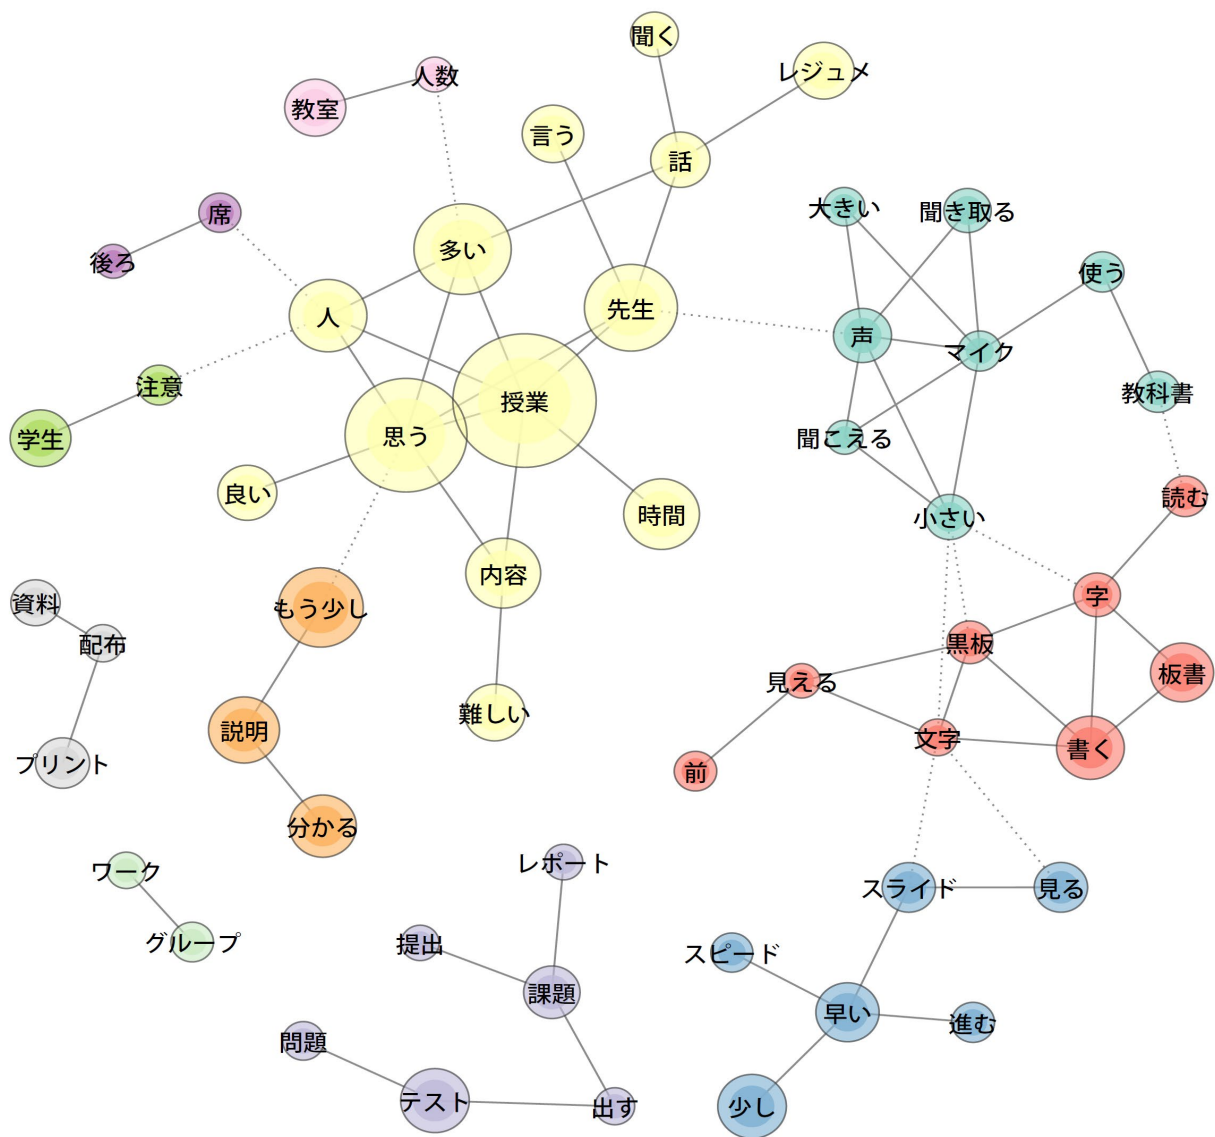 聞く
レジュメ
人数
教室
言う
話
席
後ろ
多い
大きい
聞き取る
使う
人
先生
声
マイク
注意
学生
授業
思う
教科書
聞こえる
良い
時間
小さい
読む
内容
もう少し
資料
配布
字
黒板
板書
見える
難しい
説明
文字
書く
プリント
前
分かる
ワーク
レポート
スライド
見る
グループ
提出
スピード
課題
早い
進む
問題
テスト
出す
少し